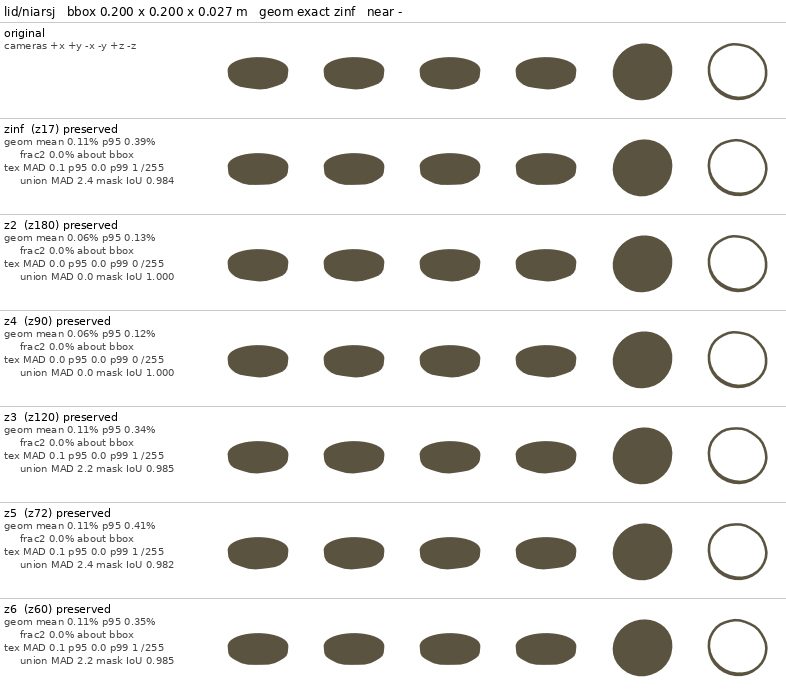 lid/niarsj   bbox 0.200 x 0.200 x 0.027 m   geom exact zinf   near -
original
cameras +x +y -x -y +z -z
zinf  (z17) preserved
geom mean 0.11% p95 0.39%
frac2 0.0% about bbox
tex MAD 0.1 p95 0.0 p99 1 /255
union MAD 2.4 mask IoU 0.984
z2  (z180) preserved
geom mean 0.06% p95 0.13%
frac2 0.0% about bbox
tex MAD 0.0 p95 0.0 p99 0 /255
union MAD 0.0 mask IoU 1.000
z4  (z90) preserved
geom mean 0.06% p95 0.12%
frac2 0.0% about bbox
tex MAD 0.0 p95 0.0 p99 0 /255
union MAD 0.0 mask IoU 1.000
z3  (z120) preserved
geom mean 0.11% p95 0.34%
frac2 0.0% about bbox
tex MAD 0.1 p95 0.0 p99 1 /255
union MAD 2.2 mask IoU 0.985
z5  (z72) preserved
geom mean 0.11% p95 0.41%
frac2 0.0% about bbox
tex MAD 0.1 p95 0.0 p99 1 /255
union MAD 2.4 mask IoU 0.982
z6  (z60) preserved
geom mean 0.11% p95 0.35%
frac2 0.0% about bbox
tex MAD 0.1 p95 0.0 p99 1 /255
union MAD 2.2 mask IoU 0.985